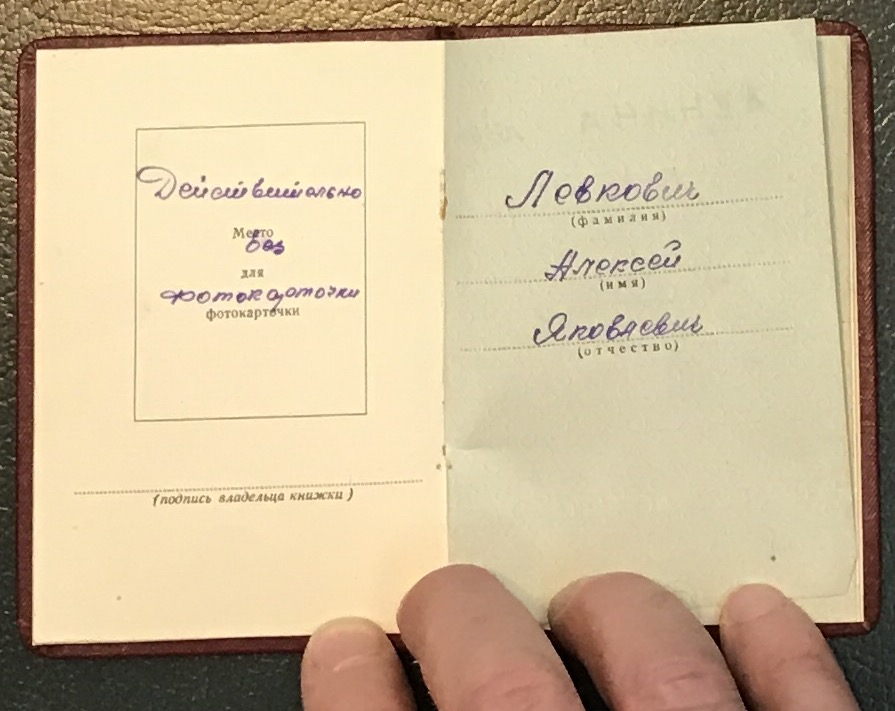 Действительно
Место
без
для
фотокарточки
фотокарточки
(подпись владельца книжки)
Левкович
(фамилия)
Алексей
(имя)
Яковлевич
(отчество)